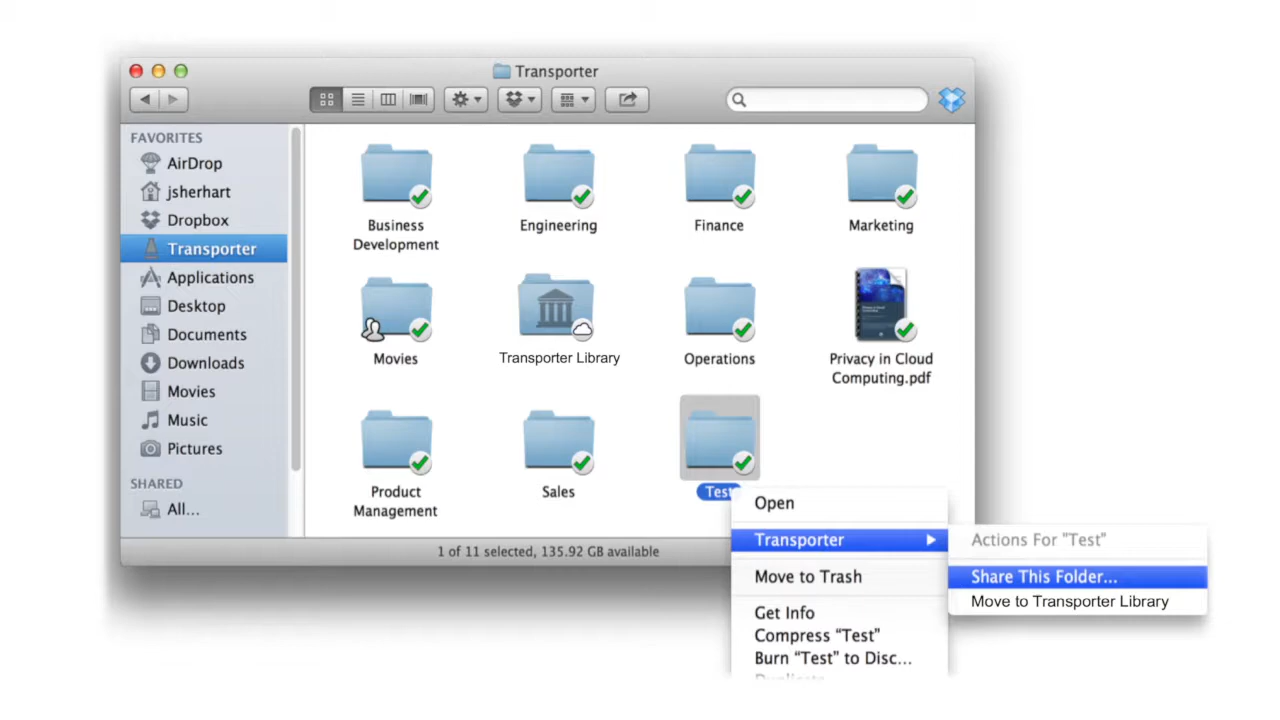 Transporter
FAVORITES
AirDrop
jsherhart
Dropbox
Transporter
Applications
Desktop
Documents
Downloads
Movies
Music
Pictures
SHARED
All...
Business
Development
Engineering
Finance
Marketing
Movies
Transporter Library
Operations
Privacy in Cloud
Computing.pdf
Product
Management
Sales
Test
1 of 11 selected, 135.92 GB available
Open
Transporter
Move to Trash
Get Info
Compress “Test”
Burn “Test” to Disc...
Actions For "Test"
Share This Folder...
Move to Transporter Library